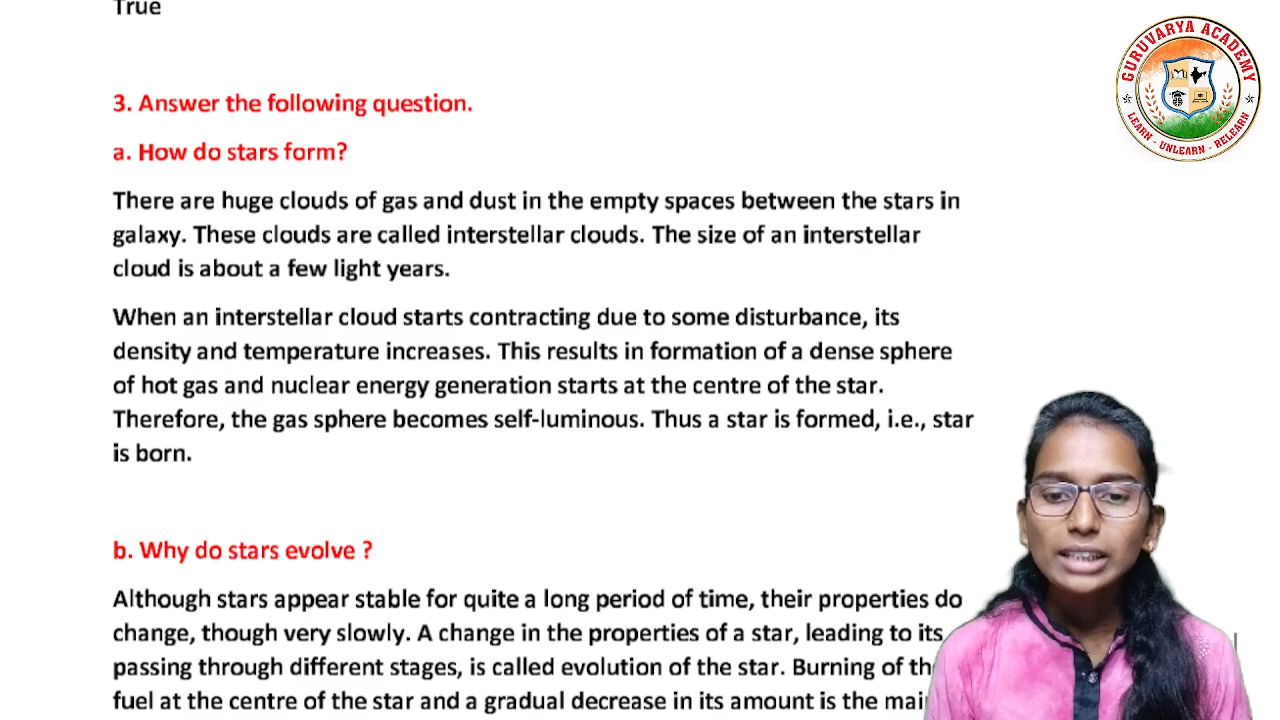 True
GURUVARYA ACADEMY
LEARN - UNLEARN - RELEARN
3. Answer the following question.
a. How do stars form?
There are huge clouds of gas and dust in the empty spaces between the stars in
galaxy. These clouds are called interstellar clouds. The size of an interstellar
cloud is about a few light years.
When an interstellar cloud starts contracting due to some disturbance, its
density and temperature increases. This results in formation of a dense sphere
of hot gas and nuclear energy generation starts at the centre of the star.
Therefore, the gas sphere becomes self-luminous. Thus a star is formed, i.e., star
is born.
b. Why do stars evolve ?
Although stars appear stable for quite a long period of time, their properties do
change, though very slowly. A change in the properties of a star, leading to its
passing through different stages, is called evolution of the star. Burning of
fuel at the centre of the star and a gradual decrease in its amount is the